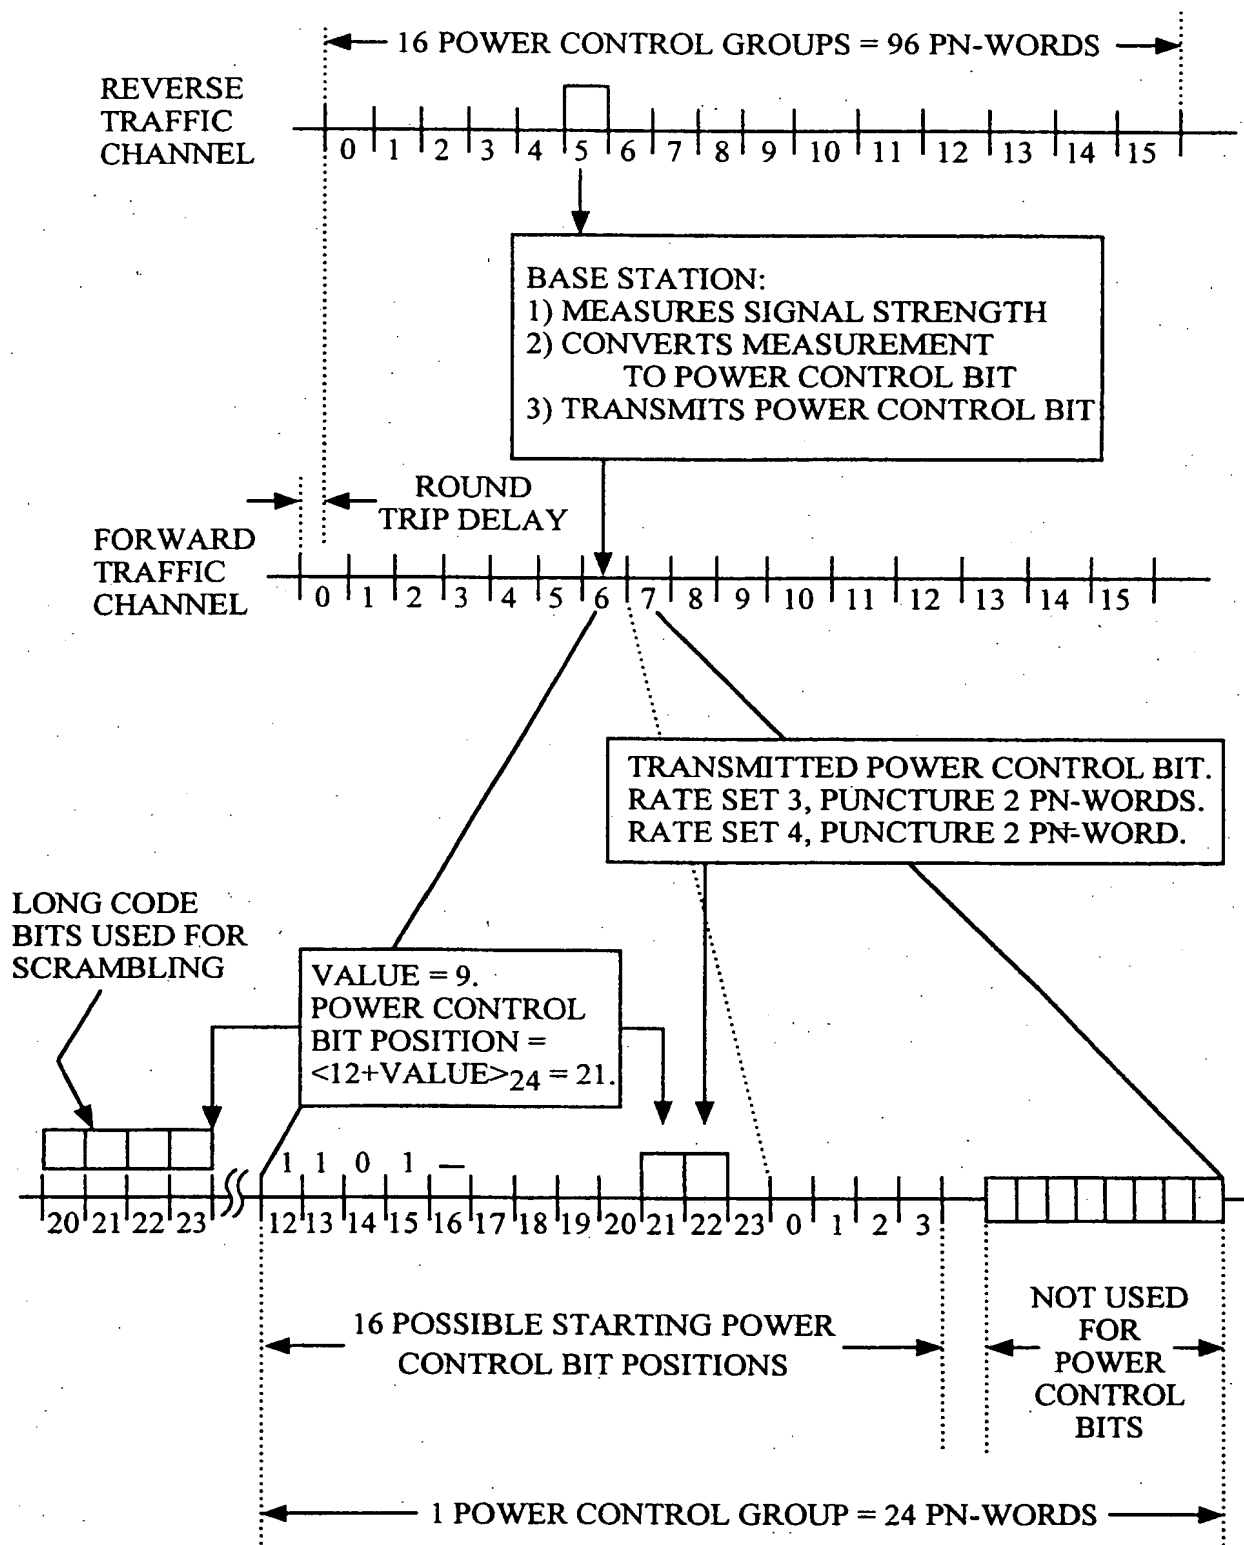 16 POWER CONTROL GROUPS = 96 PN-WORDS
REVERSE
TRAFFIC
CHANNEL
0 1 2 3 4 5 6 7 8 9 10 11 12 13 14 15
BASE STATION:
1) MEASURES SIGNAL STRENGTH
2) CONVERTS MEASUREMENT
TO POWER CONTROL BIT
3) TRANSMITS POWER CONTROL BIT
ROUND
TRIP DELAY
FORWARD
TRAFFIC
CHANNEL
0 1 2 3 4 5 6 7 8 9 10 11 12 13 14 15
TRANSMITTED POWER CONTROL BIT.
RATE SET 3, PUNCTURE 2 PN-WORDS.
RATE SET 4, PUNCTURE 2 PN-WORD.
LONG CODE
BITS USED FOR
SCRAMBLING
VALUE = 9.
POWER CONTROL
BIT POSITION =
<12+VALUE>24 = 21.
1 1 0 1 —
20 21 22 23 12 13 14 15 16 17 18 19 20 21 22 23 0 1 2 3
16 POSSIBLE STARTING POWER
CONTROL BIT POSITIONS
NOT USED
FOR
POWER
CONTROL
BITS
1 POWER CONTROL GROUP = 24 PN-WORDS